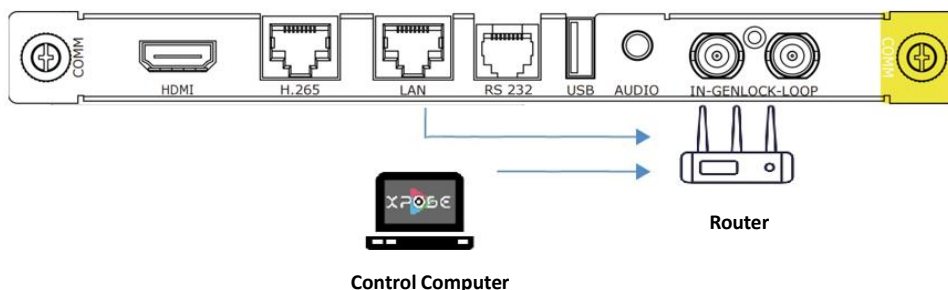 COMM
HDMI
H.265
LAN
RS 232
USB
AUDIO
IN-GENLOCK-LOOP
COMM
XPOSE
Router
Control Computer